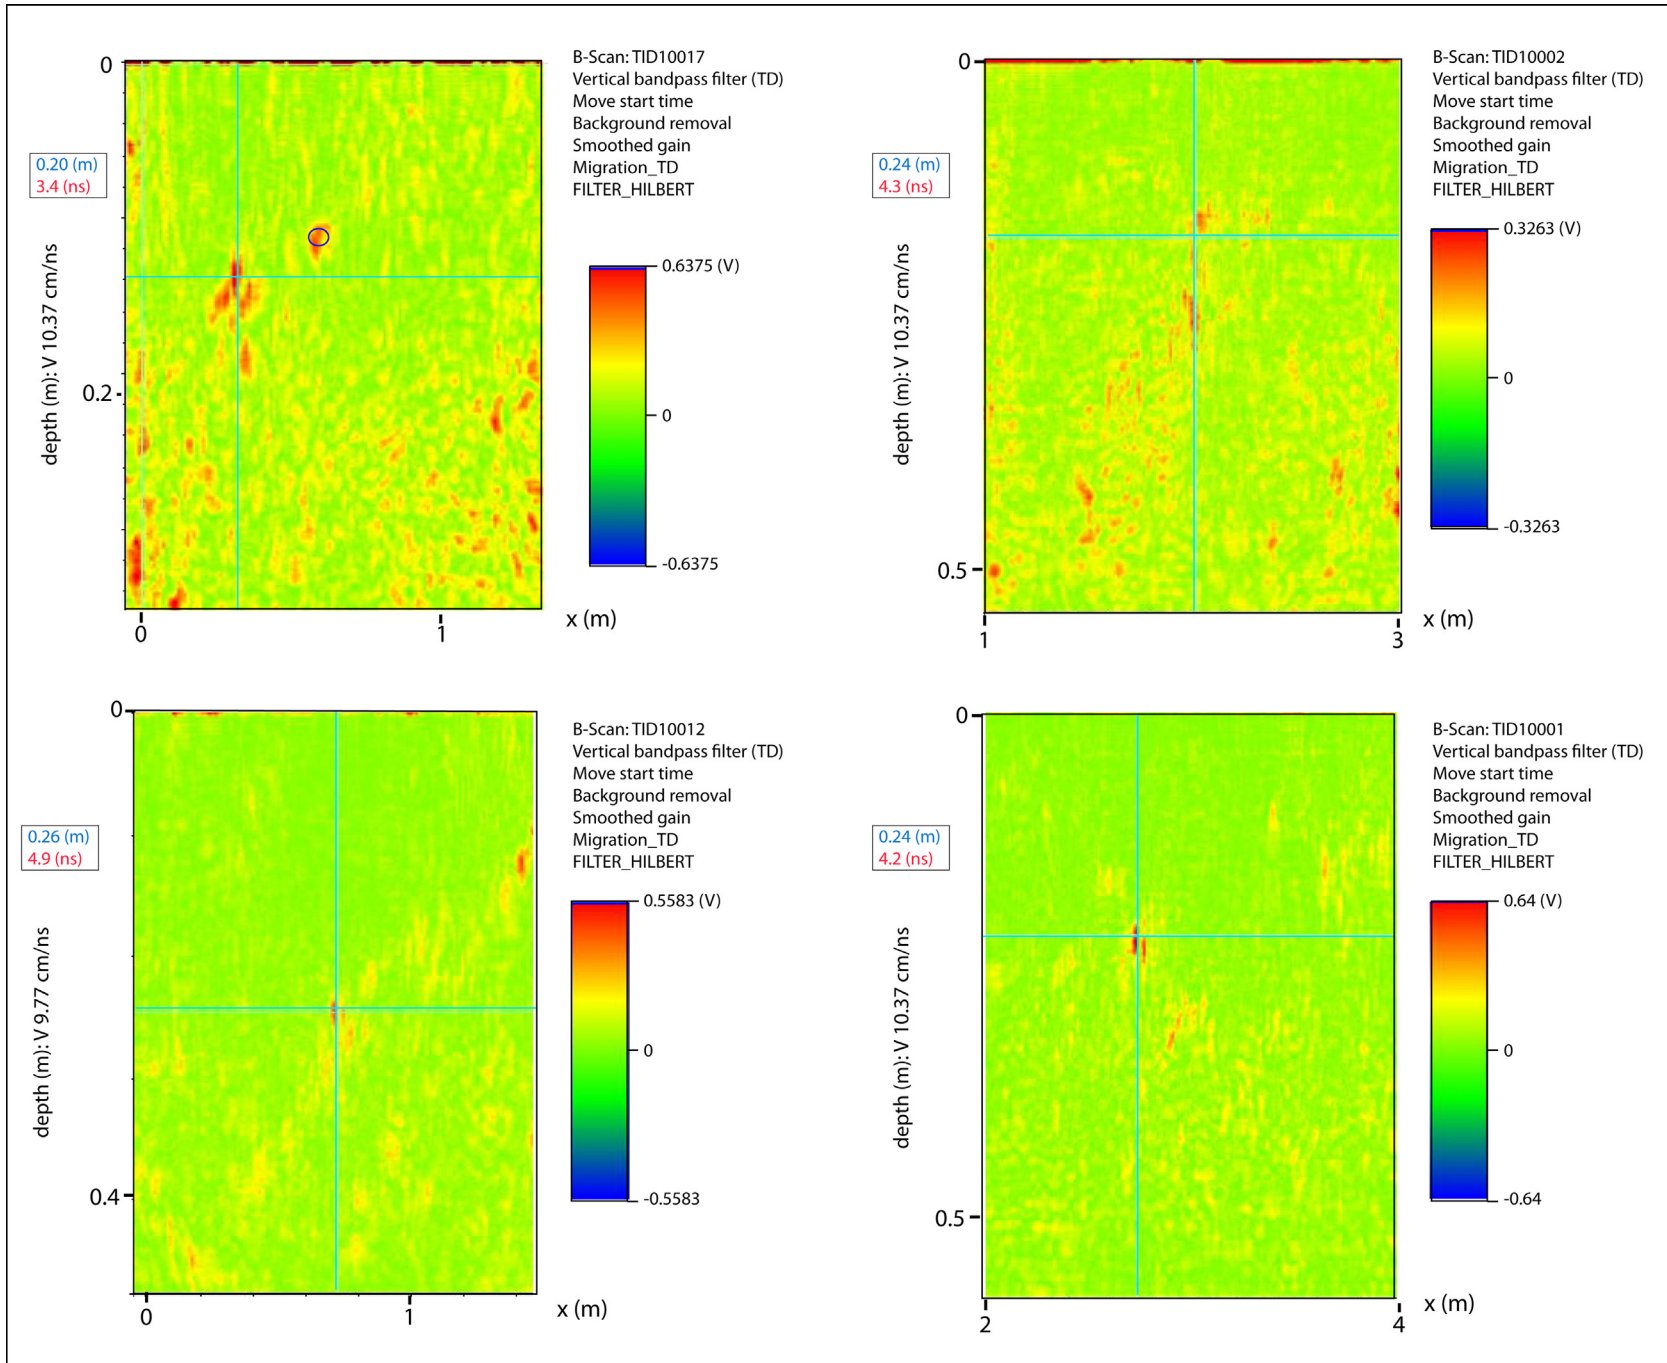 B-Scan: TID10017
Vertical bandpass filter (TD)
Move start time
Background removal
Smoothed gain
Migration_TD
FILTER_HILBERT
0
0.20 (m)
3.4 (ns)
depth (m): V 10.37 cm/ns
0.2
0
1
x (m)
0.6375 (V)
0
-0.6375
B-Scan: TID10002
Vertical bandpass filter (TD)
Move start time
Background removal
Smoothed gain
Migration_TD
FILTER_HILBERT
0
0.24 (m)
4.3 (ns)
depth (m): V 10.37 cm/ns
0.5
1
3
x (m)
0.3263 (V)
0
-0.3263
B-Scan: TID10012
Vertical bandpass filter (TD)
Move start time
Background removal
Smoothed gain
Migration_TD
FILTER_HILBERT
0
0.26 (m)
4.9 (ns)
depth (m): V 9.77 cm/ns
0.4
0
1
x (m)
0.5583 (V)
0
-0.5583
B-Scan: TID10001
Vertical bandpass filter (TD)
Move start time
Background removal
Smoothed gain
Migration_TD
FILTER_HILBERT
0
0.24 (m)
4.2 (ns)
depth (m): V 10.37 cm/ns
0.5
2
4
x (m)
0.64 (V)
0
-0.64